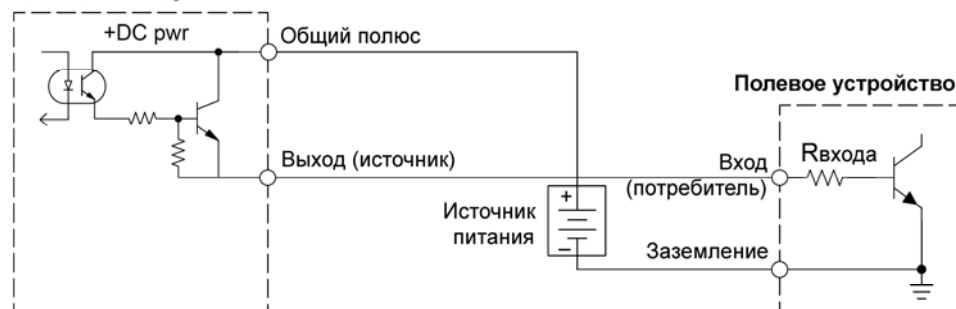 +DC pwr
Общий полюс
Полевое устройство
Выход (источник)
Вход
(потребитель)
Rвхода
Источник
питания
+
–
Заземление